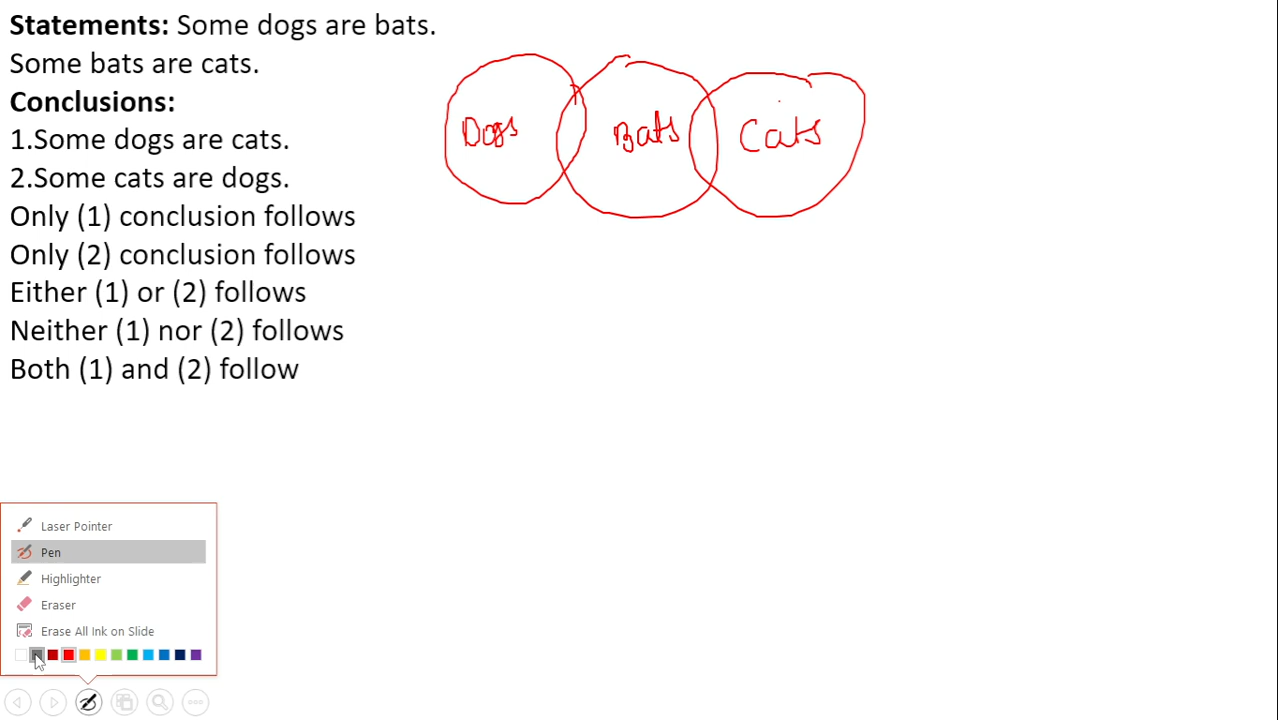 Statements: Some dogs are bats.
Some bats are cats.
Conclusions:
1.Some dogs are cats.
2.Some cats are dogs.
Only (1) conclusion follows
Only (2) conclusion follows
Either (1) or (2) follows
Neither (1) nor (2) follows
Both (1) and (2) follow
Dogs Bats Cats
Laser Pointer
Pen
Highlighter
Eraser
Erase All Ink on Slide